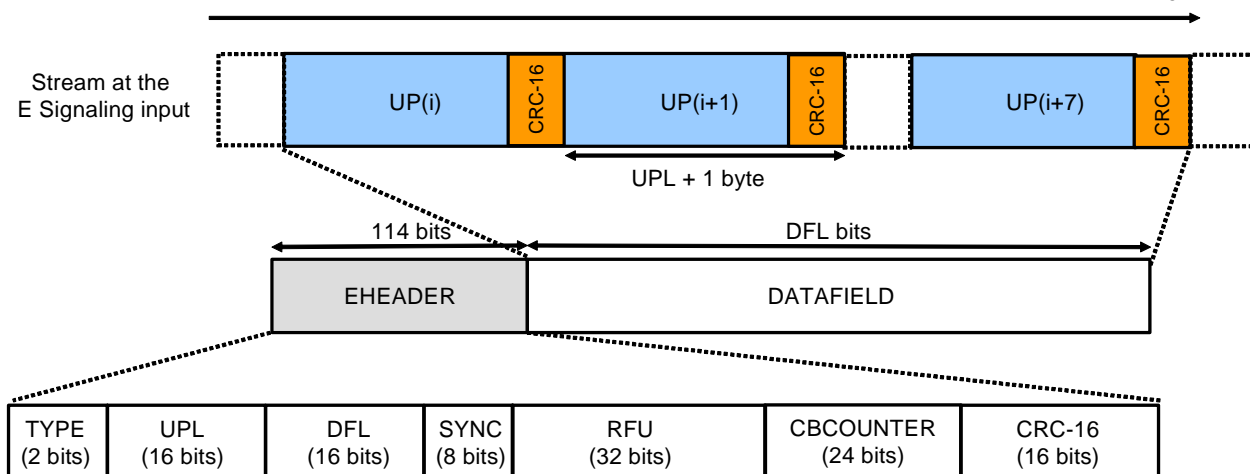 Stream at the
E Signaling input
UP(i)
CRC-16
UP(i+1)
CRC-16
UP(i+7)
CRC-16
UPL + 1 byte
114 bits
DFL bits
EHEADER
DATAFIELD
TYPE
(2 bits)
UPL
(16 bits)
DFL
(16 bits)
SYNC
(8 bits)
RFU
(32 bits)
CBCOUNTER
(24 bits)
CRC-16
(16 bits)